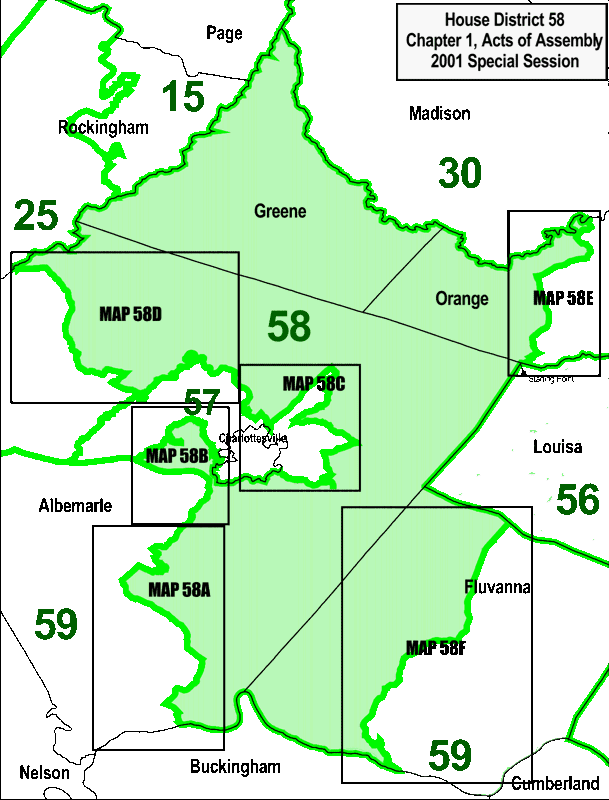 House District 58
Chapter 1, Acts of Assembly
2001 Special Session
Page
15
Madison
Rockingham
30
25
Greene
MAP 58D
Orange
MAP 58E
58
MAP 58C
Starting Point
57
Charlottesville
MAP 58B
Louisa
Albemarle
56
MAP 58A
Fluvanna
59
MAP 58F
59
Buckingham
Nelson
Cumberland